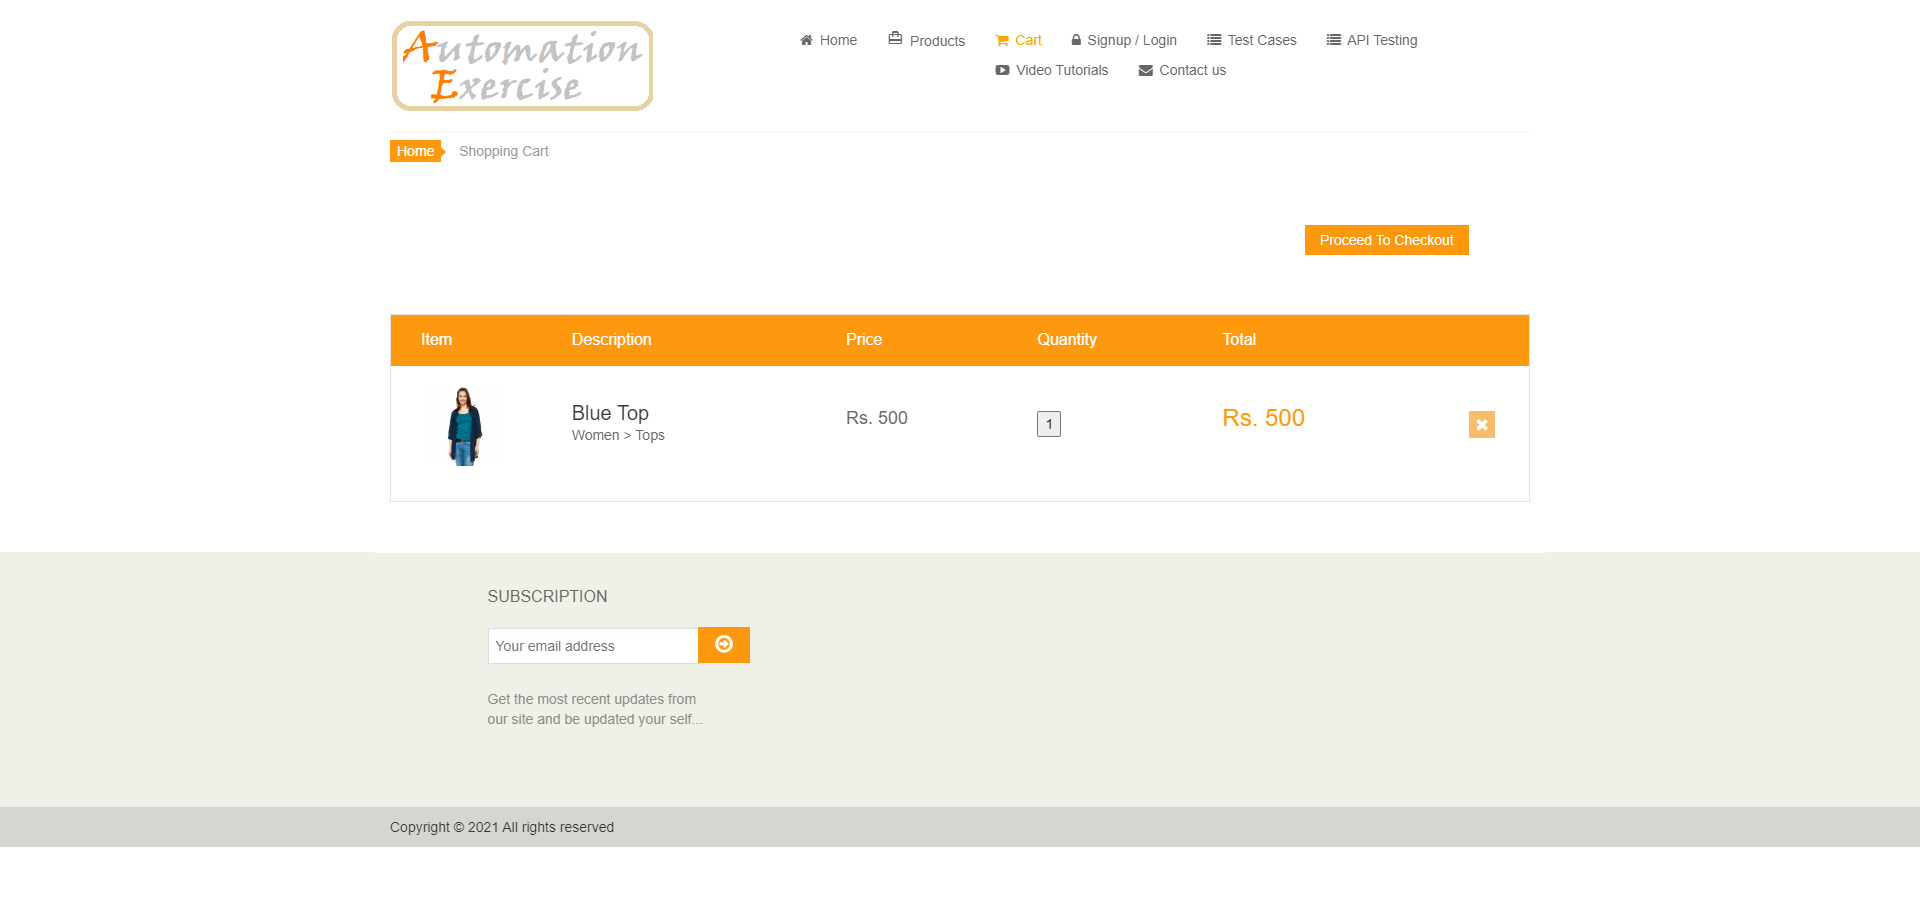 Automation
Exercise
Home
Products
Cart
Signup / Login
Test Cases
API Testing
Video Tutorials
Contact us
Home
Shopping Cart
Proceed To Checkout
Item Description Price Quantity Total
Blue Top
Women > Tops
Rs. 500
1
Rs. 500
SUBSCRIPTION
Your email address
Get the most recent updates from
our site and be updated your self...
Copyright © 2021 All rights reserved